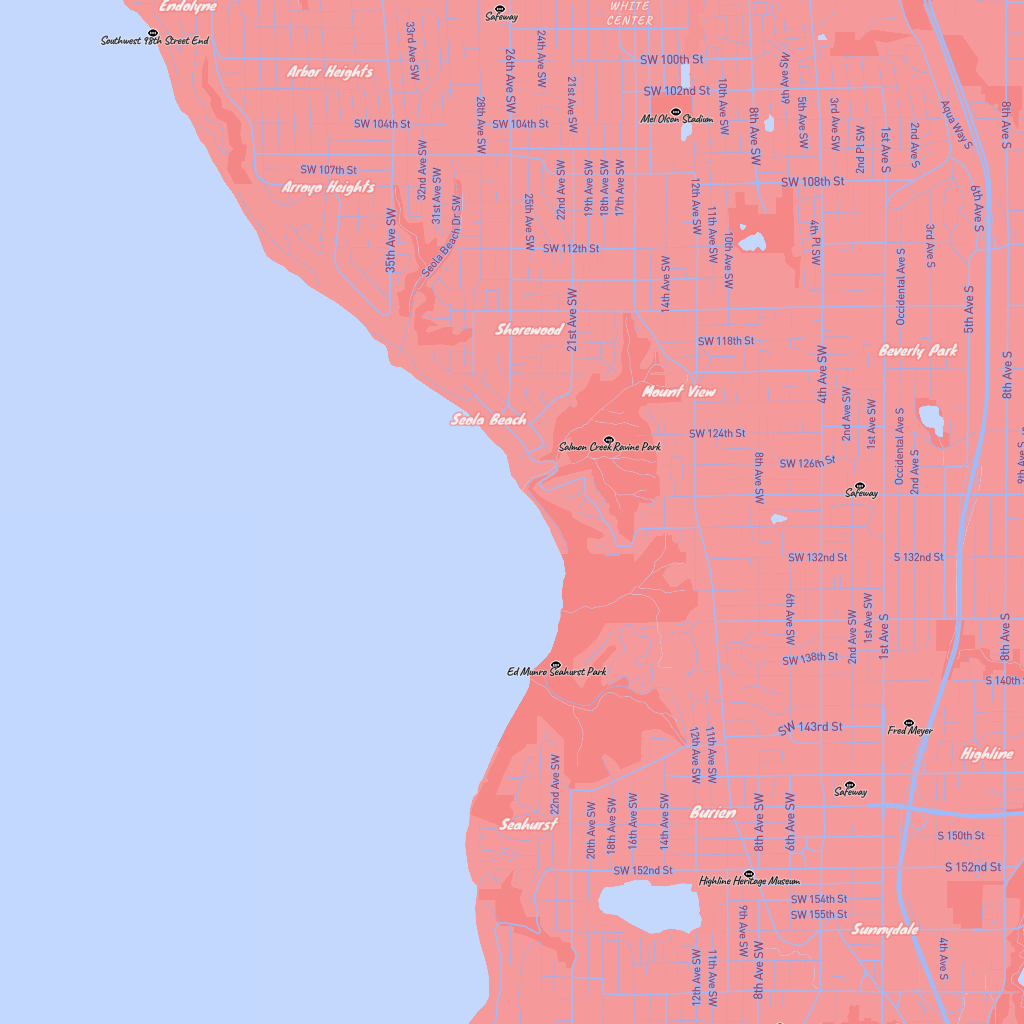 Endolyne
Safeway
WHITE
CENTER
Southwest 98th Street End
33rd Ave SW
24th Ave SW
SW 100th St
Arbor Heights
26th Ave SW
21st Ave SW
6th Ave SW
SW 102nd St
10th Ave SW
28th Ave SW
8th Ave SW
5th Ave SW
3rd Ave SW
Aqua Way S
8th Ave S
Mel Olson Stadium
SW 104th St
SW 104th St
2nd Pl SW
1st Ave S
2nd Ave S
SW 107th St
32nd Ave SW
31st Ave SW
22nd Ave SW
19th Ave SW
18th Ave SW
17th Ave SW
Arroyo Heights
SW 108th St
12th Ave SW
11th Ave SW
6th Ave S
35th Ave SW
Seola Beach Dr SW
25th Ave SW
SW 112th St
10th Ave SW
4th Pl SW
3rd Ave S
14th Ave SW
Occidental Ave S
5th Ave S
21st Ave SW
Shorewood
SW 118th St
Beverly Park
4th Ave SW
8th Ave S
Mount View
2nd Ave SW
1st Ave SW
Seola Beach
SW 124th St
Occidental Ave S
Salmon Creek Ravine Park
SW 126th St
8th Ave SW
2nd Ave S
9th Ave S
Safeway
SW 132nd St
S 132nd St
6th Ave SW
2nd Ave SW
1st Ave SW
1st Ave S
8th Ave S
SW 138th St
Ed Munro Seahurst Park
S 140th S
SW 143rd St
Fred Meyer
12th Ave SW
11th Ave SW
Highline
22nd Ave SW
Safeway
Burien
20th Ave SW
18th Ave SW
16th Ave SW
14th Ave SW
8th Ave SW
6th Ave SW
Seahurst
S 150th St
SW 152nd St
S 152nd St
Highline Heritage Museum
SW 154th St
SW 155th St
9th Ave SW
Sunnydale
12th Ave SW
11th Ave SW
8th Ave SW
4th Ave S